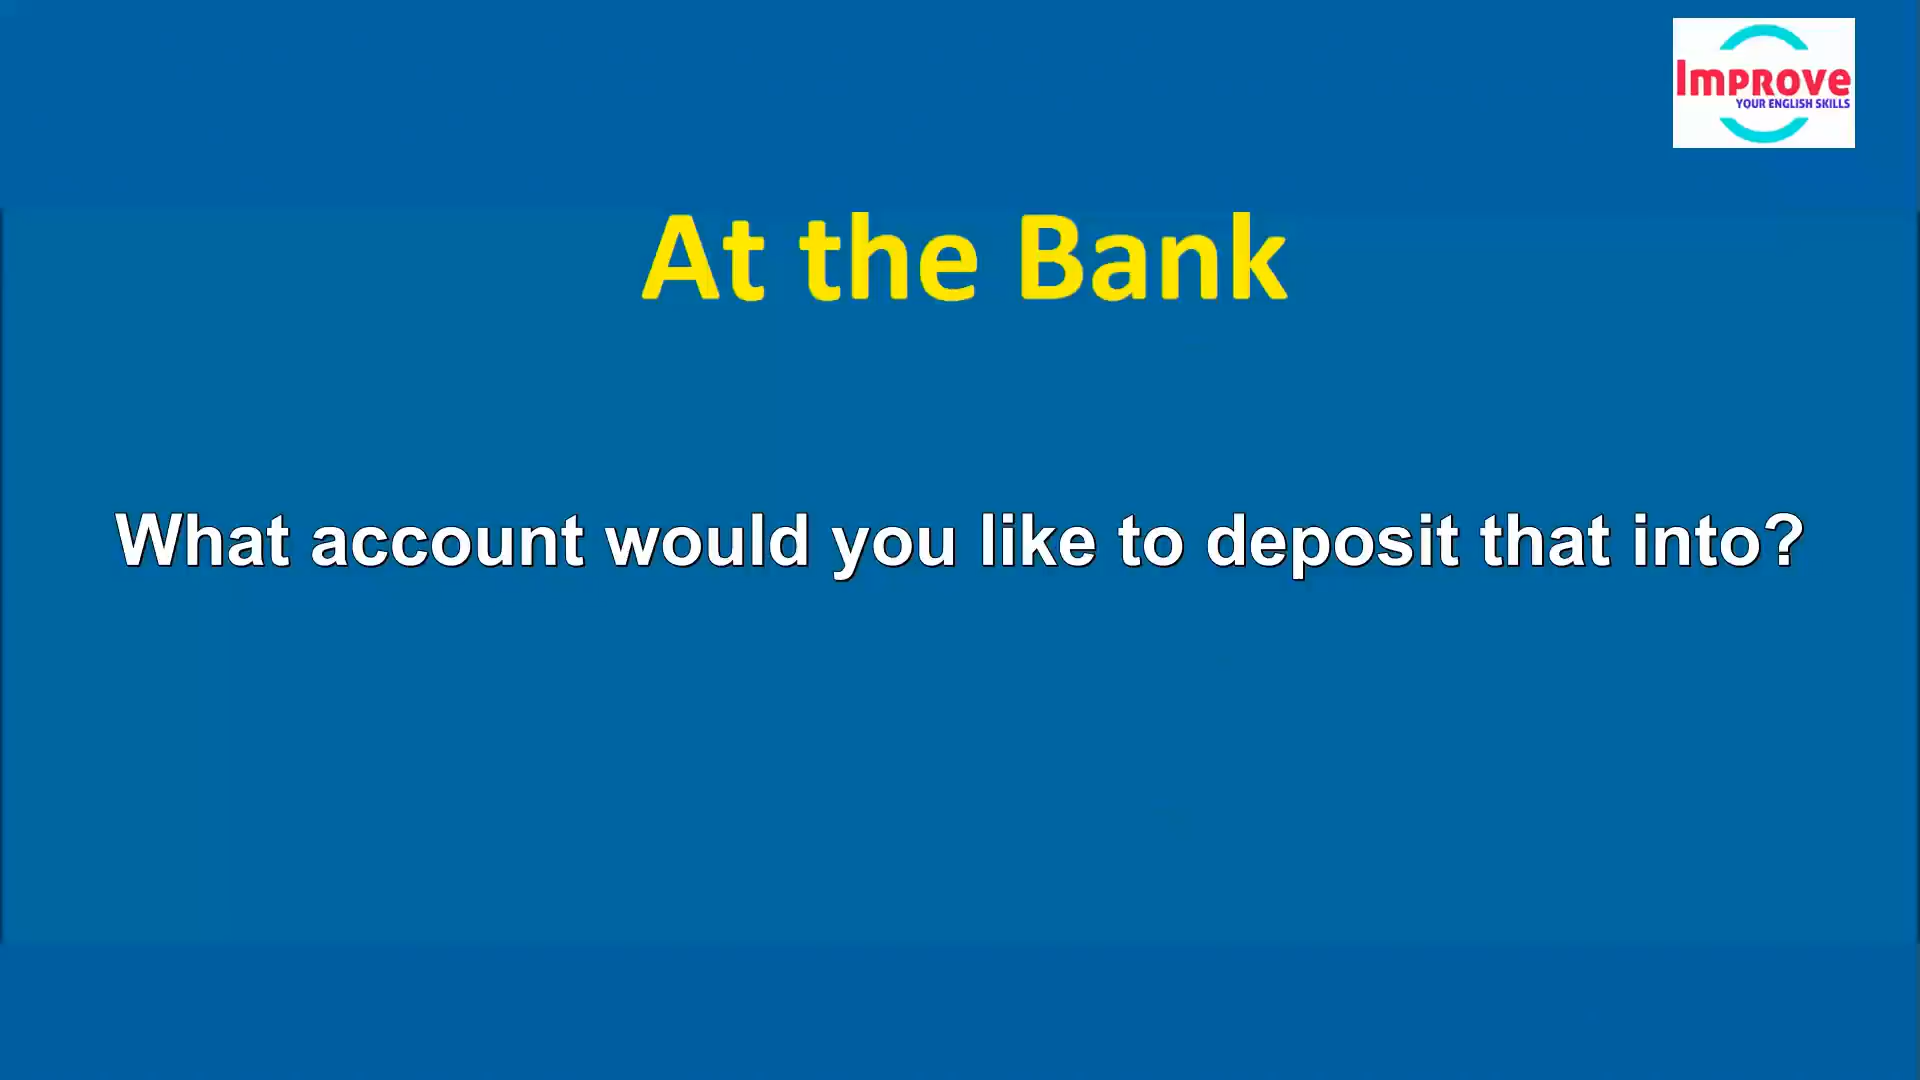 Improve
YOUR ENGLISH SKILLS
At the Bank
What account would you like to deposit that into?